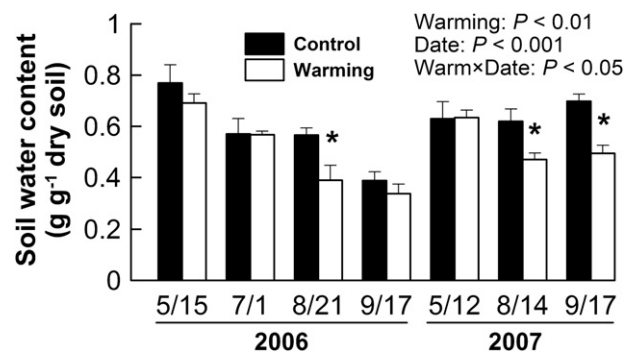 Soil water content
(g g⁻¹ dry soil)
1
0.8
0.6
0.4
0.2
0
Control
Warming
Warming: P < 0.01
Date: P < 0.001
Warm×Date: P < 0.05
*
*
*
5/15 7/1 8/21 9/17 5/12 8/14 9/17
2006 2007